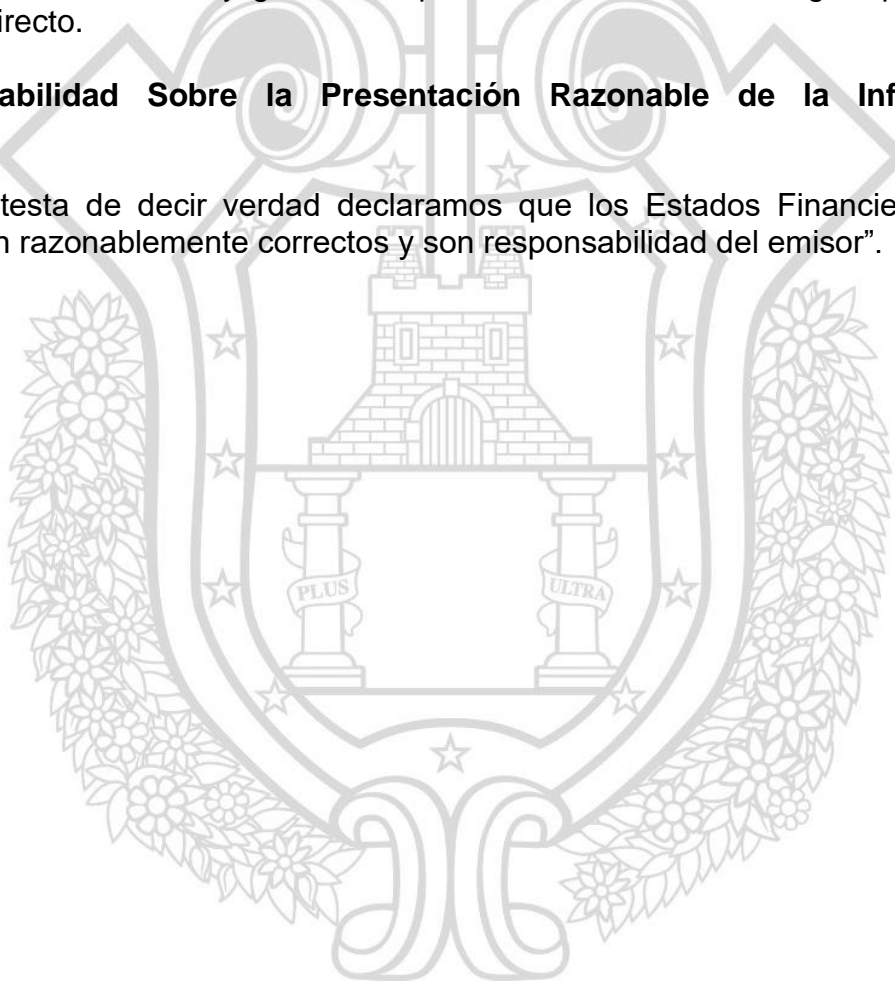 irecto.
abilidad Sobre la Presentación Razonable de la Inf
testa de decir verdad declaramos que los Estados Financie
n razonablemente correctos y son responsabilidad del emisor”.
PLUS
ULTRA